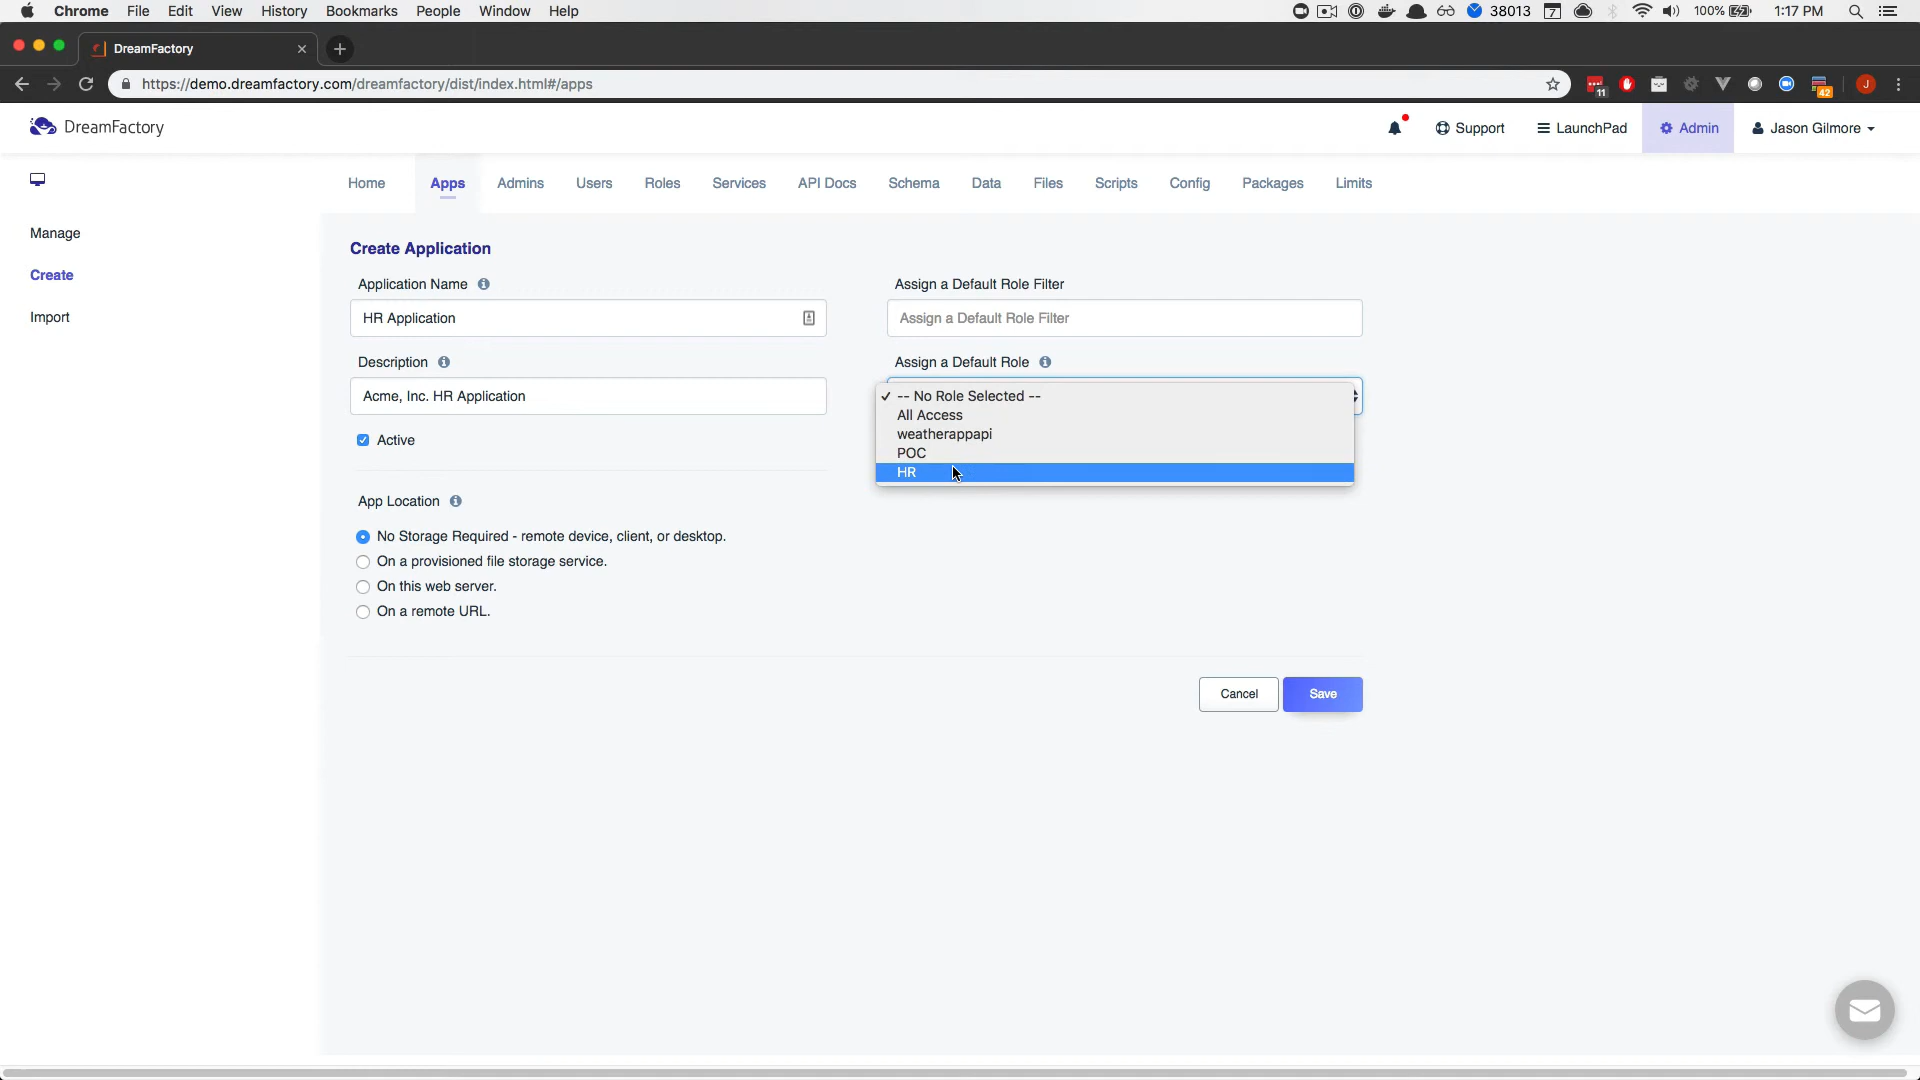 Chrome File Edit View History Bookmarks People Window Help 38013 7 100% 1:17 PM
DreamFactory
https://demo.dreamfactory.com/dreamfactory/dist/index.html#/apps 11 42 J
DreamFactory Support LaunchPad Admin Jason Gilmore
Home Apps Admins Users Roles Services API Docs Schema Data Files Scripts Config Packages Limits
Manage
Create
Import
Create Application
Application Name
HR Application
Description
Acme, Inc. HR Application
Active
Assign a Default Role Filter
Assign a Default Role Filter
Assign a Default Role
-- No Role Selected --
All Access
weatherappapi
POC
HR
App Location
No Storage Required - remote device, client, or desktop.
On a provisioned file storage service.
On this web server.
On a remote URL.
Cancel Save